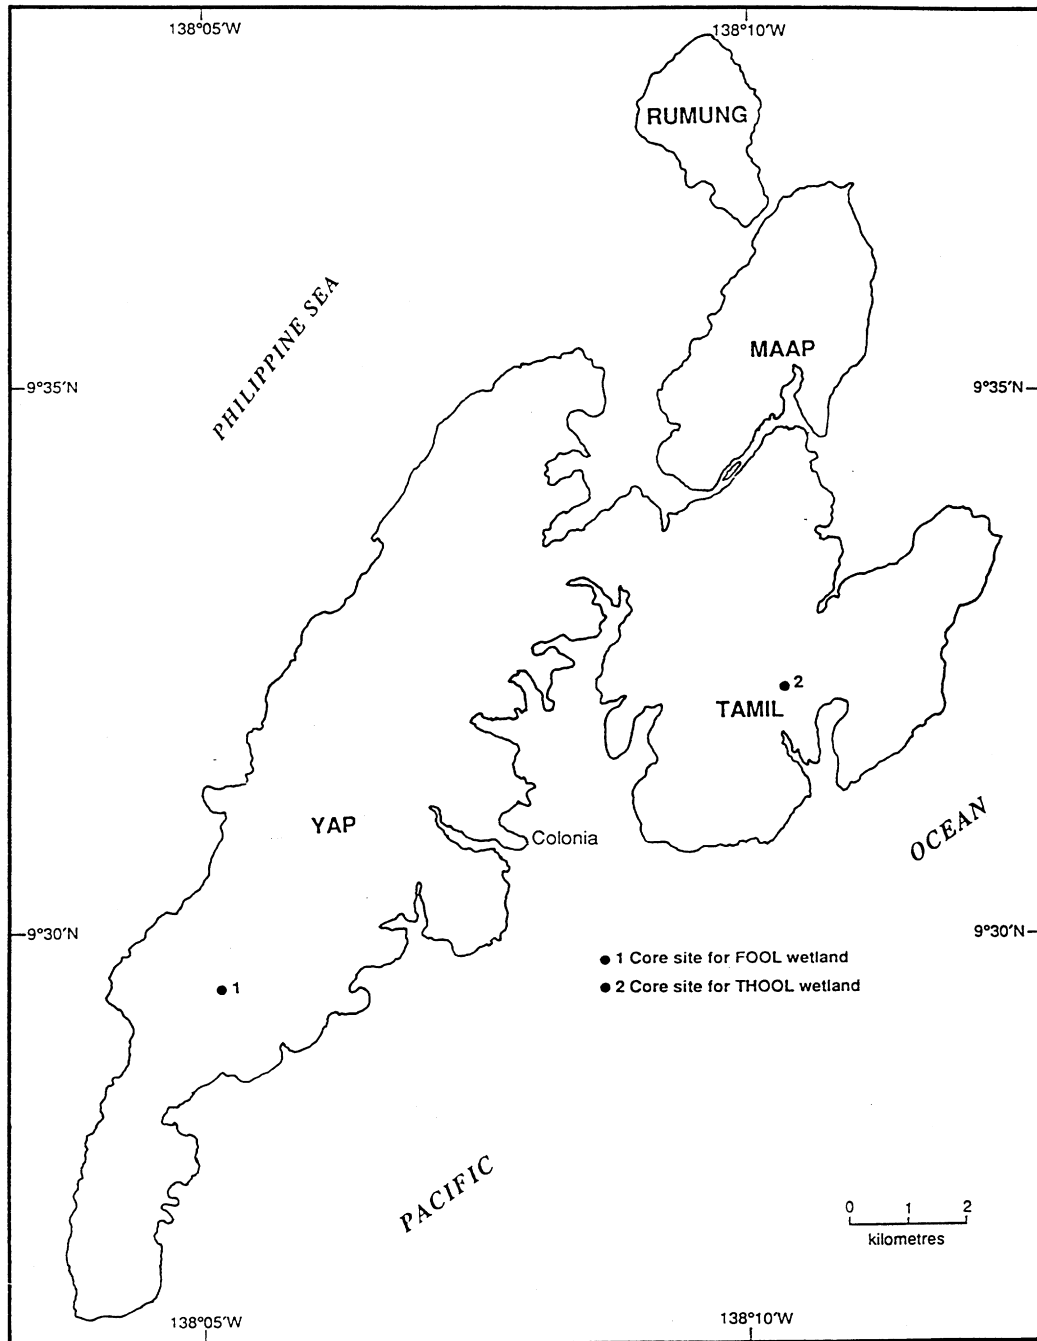 138°05′W
138°10′W
RUMUNG
PHILIPPINE SEA
MAAP
9°35′N
9°35′N
2
TAMIL
YAP
Colonia
OCEAN
9°30′N
9°30′N
1 Core site for FOOL wetland
1
2 Core site for THOOL wetland
PACIFIC
0 1 2
kilometres
138°05′W
138°10′W